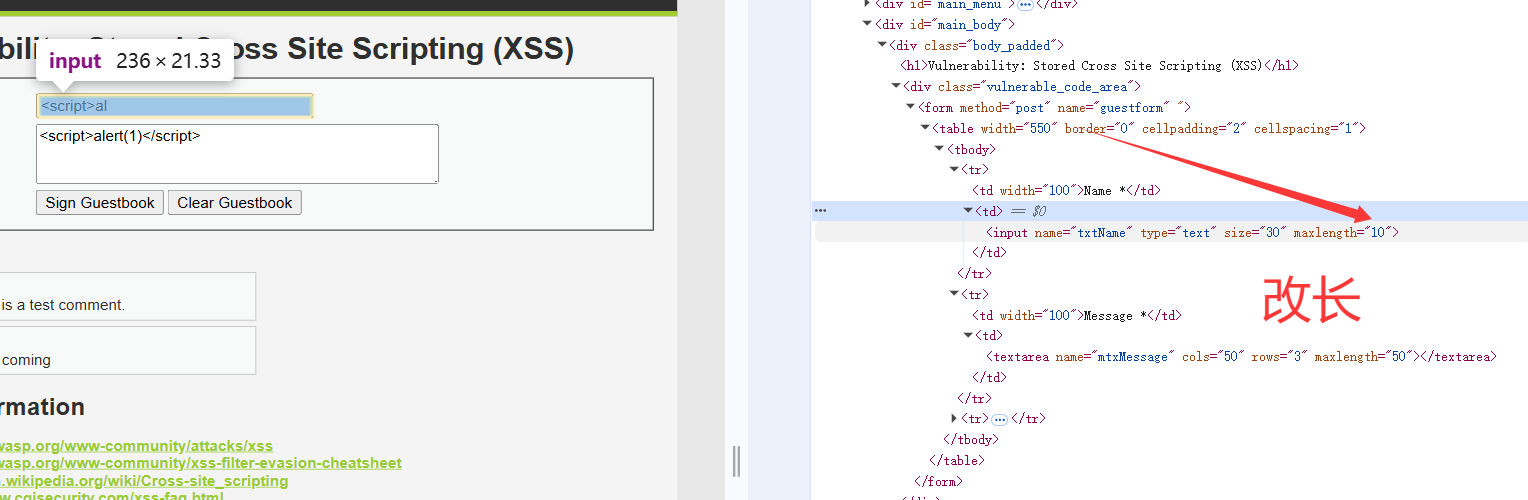 input 236 × 21.33
bility: Stored Cross Site Scripting (XSS)
<script>al
<script>alert(1)</script>
Sign Guestbook Clear Guestbook
is a test comment.
coming
rmation
wasp.org/www-community/attacks/xss
wasp.org/www-community/xss-filter-evasion-cheatsheet
.wikipedia.org/wiki/Cross-site_scripting
w.cgisecurity.com/xss-faq.html
<div id="main_menu"> ••• </div>
<div id="main_body">
<div class="body_padded">
<h1>Vulnerability: Stored Cross Site Scripting (XSS)</h1>
<div class="vulnerable_code_area">
<form method="post" name="guestform" ">
<table width="550" border="0" cellpadding="2" cellspacing="1">
<tbody>
<tr>
<td width="100">Name *</td>
••• <td> == $0
<input name="txtName" type="text" size="30" maxlength="10">
</td>
</tr>
改长
<tr>
<td width="100">Message *</td>
<td>
<textarea name="mtxMessage" cols="50" rows="3" maxlength="50"></textarea>
</td>
</tr>
<tr> ••• </tr>
</tbody>
</table>
</form>